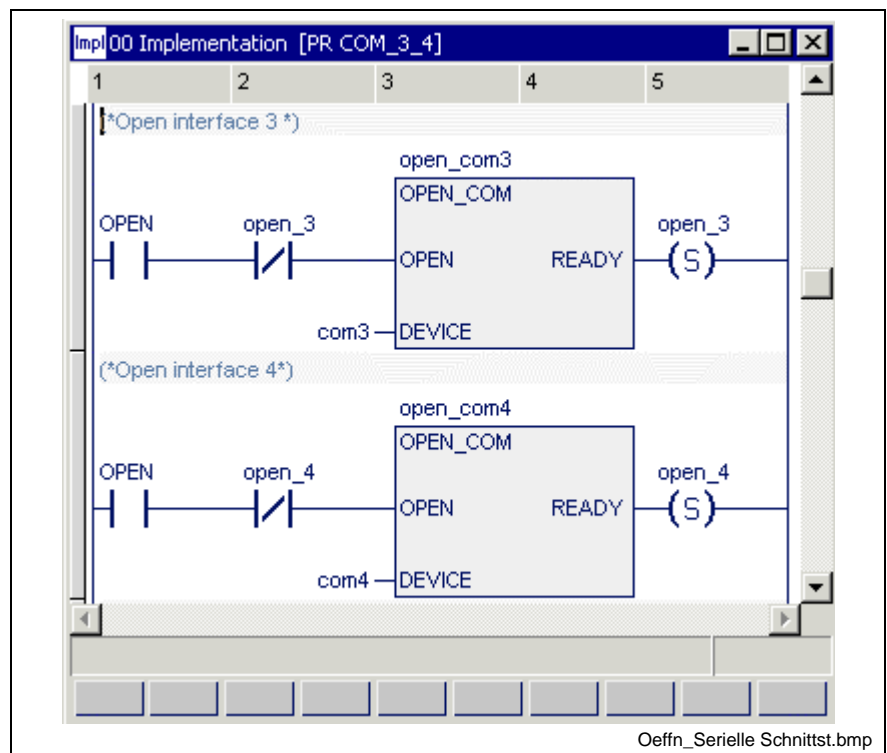 Impl 00 Implementation [PR COM_3_4]
1 2 3 4 5
(*Open interface 3 *)
open_com3
OPEN_COM
OPEN open_3 open_3
OPEN READY (S)
com3 DEVICE
(*Open interface 4*)
open_com4
OPEN_COM
OPEN open_4 open_4
OPEN READY (S)
com4 DEVICE
Oeffn_Serielle Schnittst.bmp